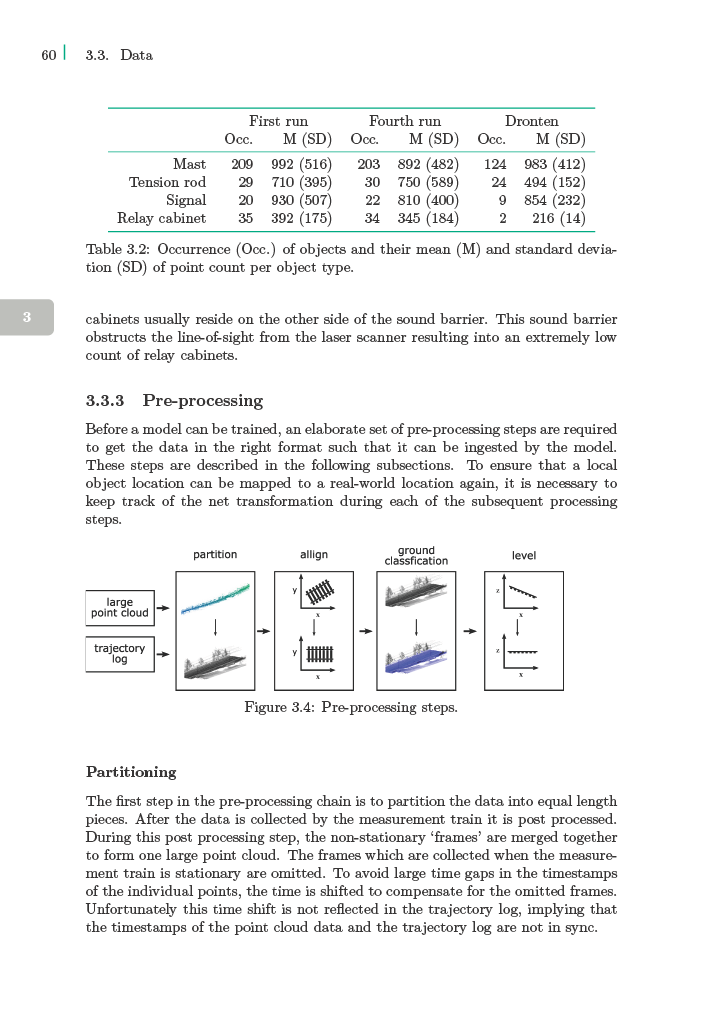 60 3.3. Data
First run Fourth run Dronten
Occ. M (SD) Occ. M (SD) Occ. M (SD)
Mast 209 992 (516) 203 892 (482) 124 983 (412)
Tension rod 29 710 (395) 30 750 (589) 24 494 (152)
Signal 20 930 (507) 22 810 (400) 9 854 (232)
Relay cabinet 35 392 (175) 34 345 (184) 2 216 (14)
Table 3.2: Occurrence (Occ.) of objects and their mean (M) and standard devia-
tion (SD) of point count per object type.
3
cabinets usually reside on the other side of the sound barrier. This sound barrier
obstructs the line-of-sight from the laser scanner resulting into an extremely low
count of relay cabinets.
3.3.3 Pre-processing
Before a model can be trained, an elaborate set of pre-processing steps are required
to get the data in the right format such that it can be ingested by the model.
These steps are described in the following subsections. To ensure that a local
object location can be mapped to a real-world location again, it is necessary to
keep track of the net transformation during each of the subsequent processing
steps.
partition
allign
ground
classfication
level
large
point cloud
trajectory
log
y
x
y
x
z
x
z
x
Figure 3.4: Pre-processing steps.
Partitioning
The first step in the pre-processing chain is to partition the data into equal length
pieces. After the data is collected by the measurement train it is post processed.
During this post processing step, the non-stationary ‘frames’ are merged together
to form one large point cloud. The frames which are collected when the measure-
ment train is stationary are omitted. To avoid large time gaps in the timestamps
of the individual points, the time is shifted to compensate for the omitted frames.
Unfortunately this time shift is not reflected in the trajectory log, implying that
the timestamps of the point cloud data and the trajectory log are not in sync.